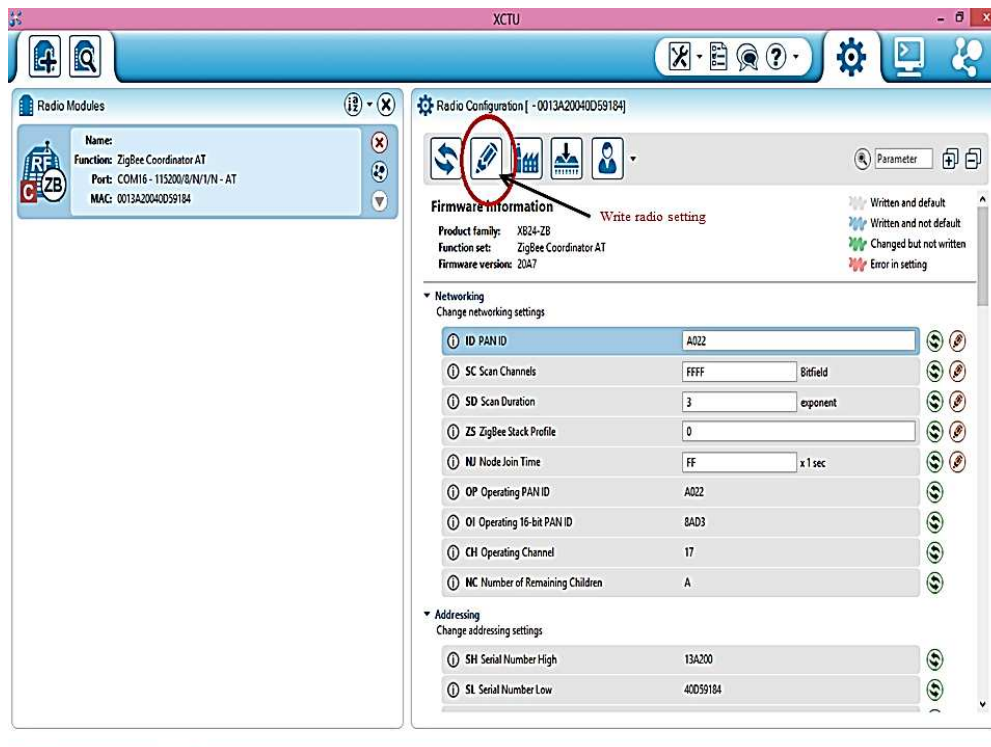 XCTU
Radio Modules
Radio Configuration [ - 0013A20040D59184]
Name:
Function: ZigBee Coordinator AT
Port: COM16 - 115200/8/N/1/N - AT
MAC: 0013A20040D59184
RF
C
ZB
Parameter
Write radio setting
Firmware information
Product family: XB24-ZB
Function set: ZigBee Coordinator AT
Firmware version: 20A7
Written and default
Written and not default
Changed but not written
Error in setting
Networking
Change networking settings
ID PAN ID A022
SC Scan Channels FFFF Bitfield
SD Scan Duration 3 exponent
ZS ZigBee Stack Profile 0
NJ Node Join Time FF x 1 sec
OP Operating PAN ID A022
OI Operating 16-bit PAN ID 8AD3
CH Operating Channel 17
NC Number of Remaining Children A
Addressing
Change addressing settings
SH Serial Number High 13A200
SL Serial Number Low 40D59184